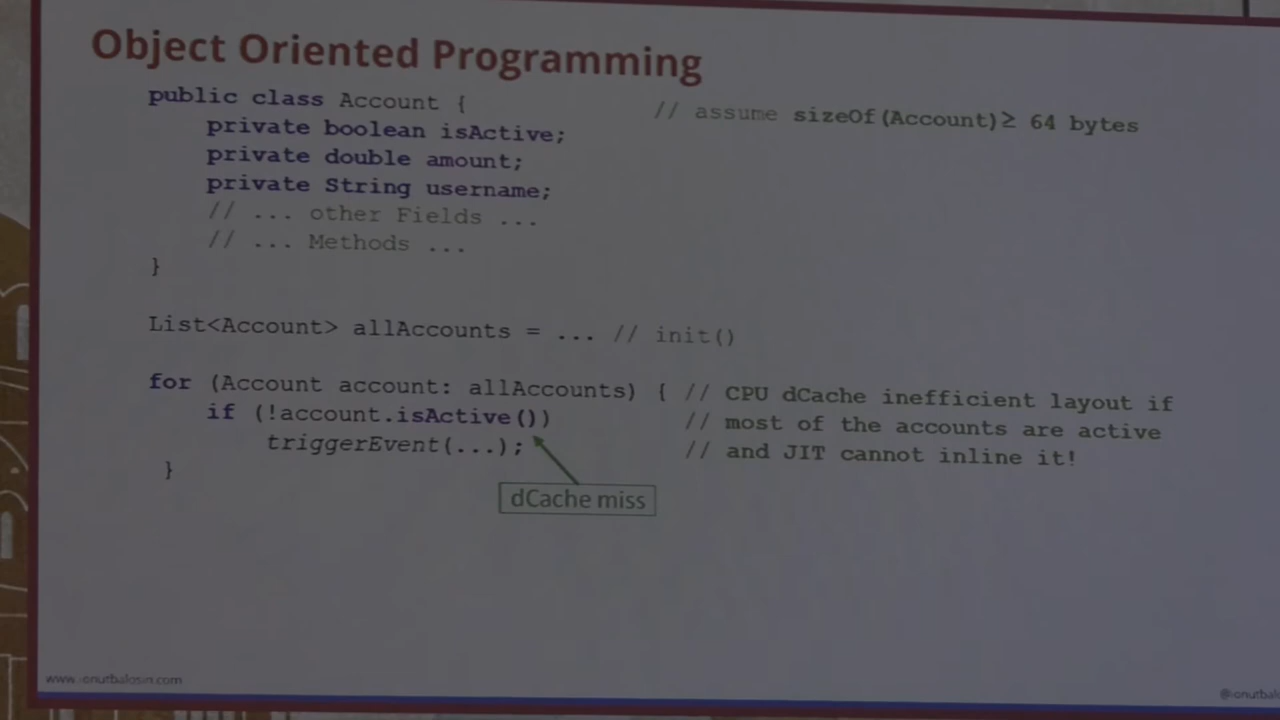 Object Oriented Programming
public class Account {
// assume sizeOf(Account)≥ 64 bytes
private boolean isActive;
private double amount;
private String username;
// ... other Fields ...
// ... Methods ...
}
List<Account> allAccounts = ... // init()
for (Account account: allAccounts) { // CPU dCache inefficient layout if
if (!account.isActive()) // most of the accounts are active
triggerEvent(...); // and JIT cannot inline it!
}
dCache miss
www.ionutbalosin.com
@ionutbal